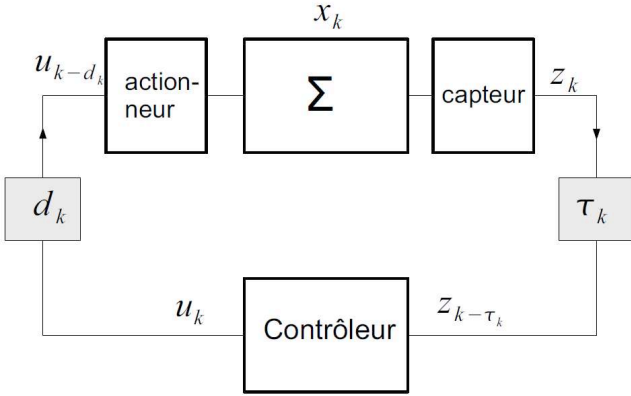 x_k
u_{k-d_k}
action-
neur
Σ
capteur
z_k
d_k
τ_k
u_k
Contrôleur
z_{k-τ_k}